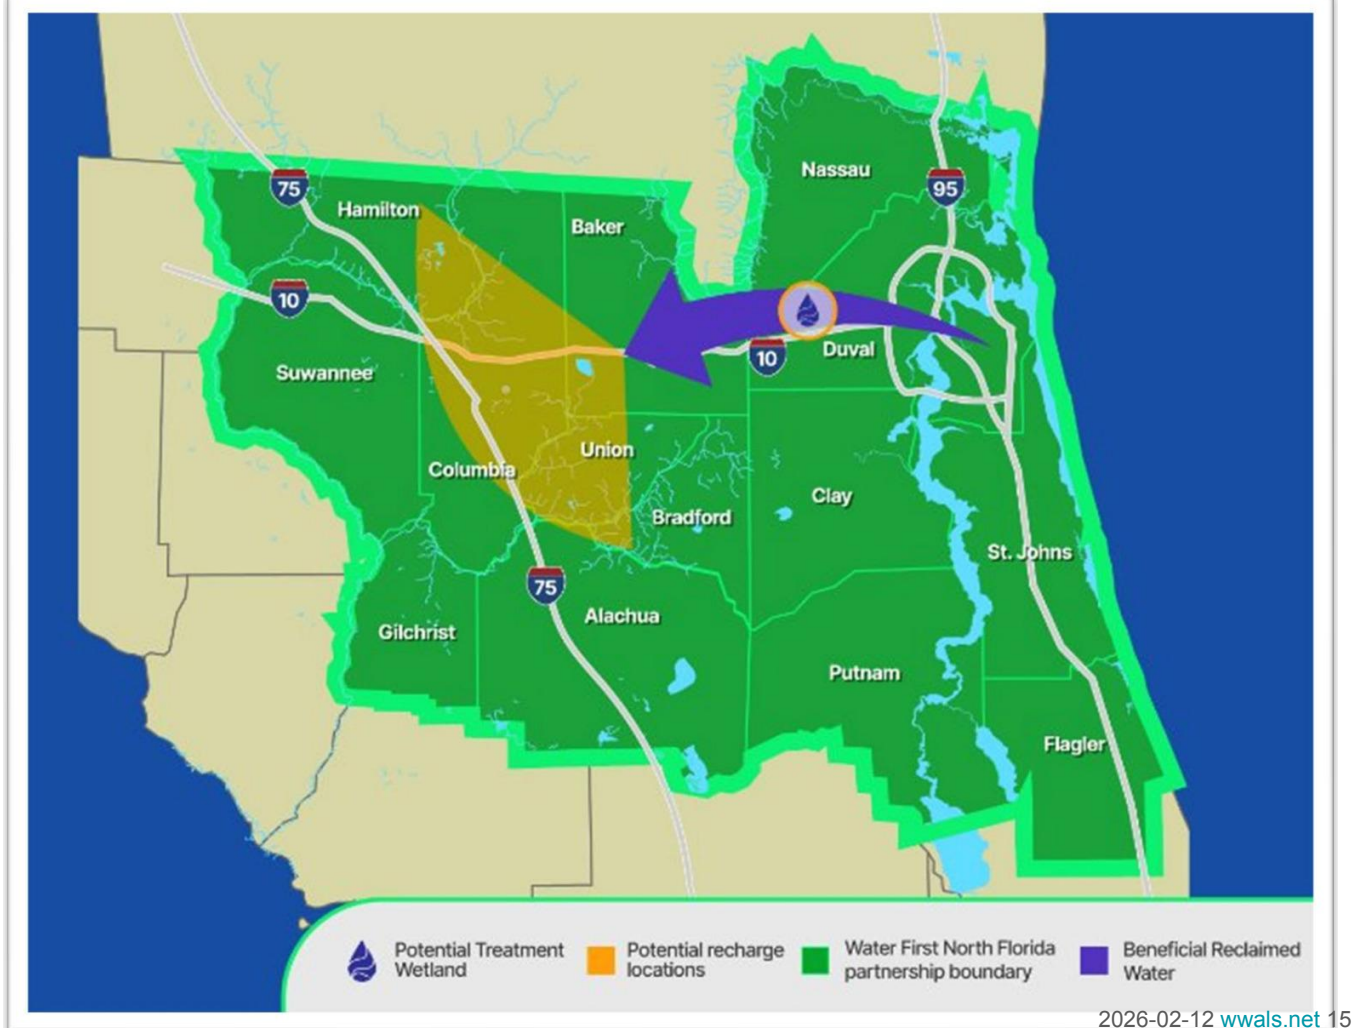 Nassau
75
95
Hamilton
Baker
10
10
Duval
Suwannee
Union
Columbia
Clay
Bradford
St. Johns
75
Alachua
Gilchrist
Putnam
Flagler
Potential Treatment
Wetland
Potential recharge
locations
Water First North Florida
partnership boundary
Beneficial Reclaimed
Water
2026-02-12 wwals.net 15